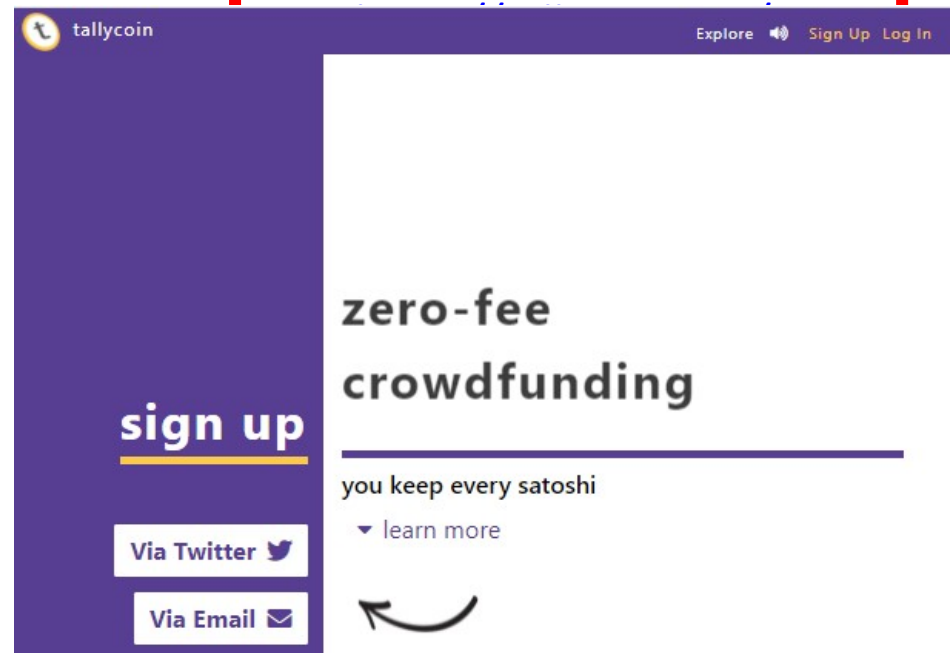 tallycoin
Explore Sign Up Log In
zero-fee
crowdfunding
sign up
you keep every satoshi
learn more
Via Twitter
Via Email